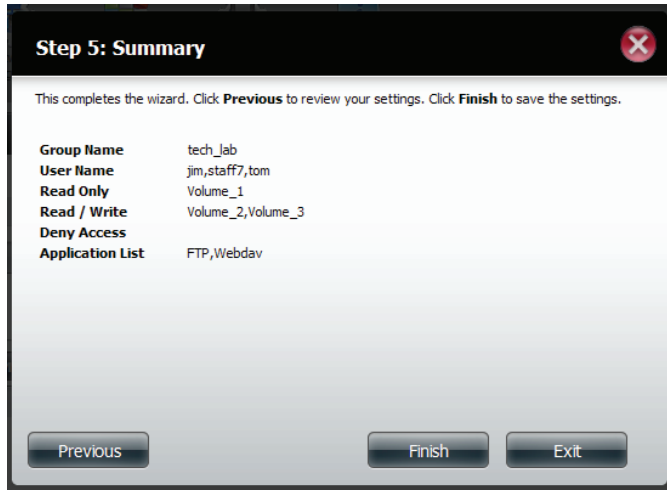 Step 5: Summary
This completes the wizard. Click Previous to review your settings. Click Finish to save the settings.
Group Name tech_lab
User Name jim,staff7,tom
Read Only Volume_1
Read / Write Volume_2,Volume_3
Deny Access
Application List FTP,Webdav
Previous Finish Exit